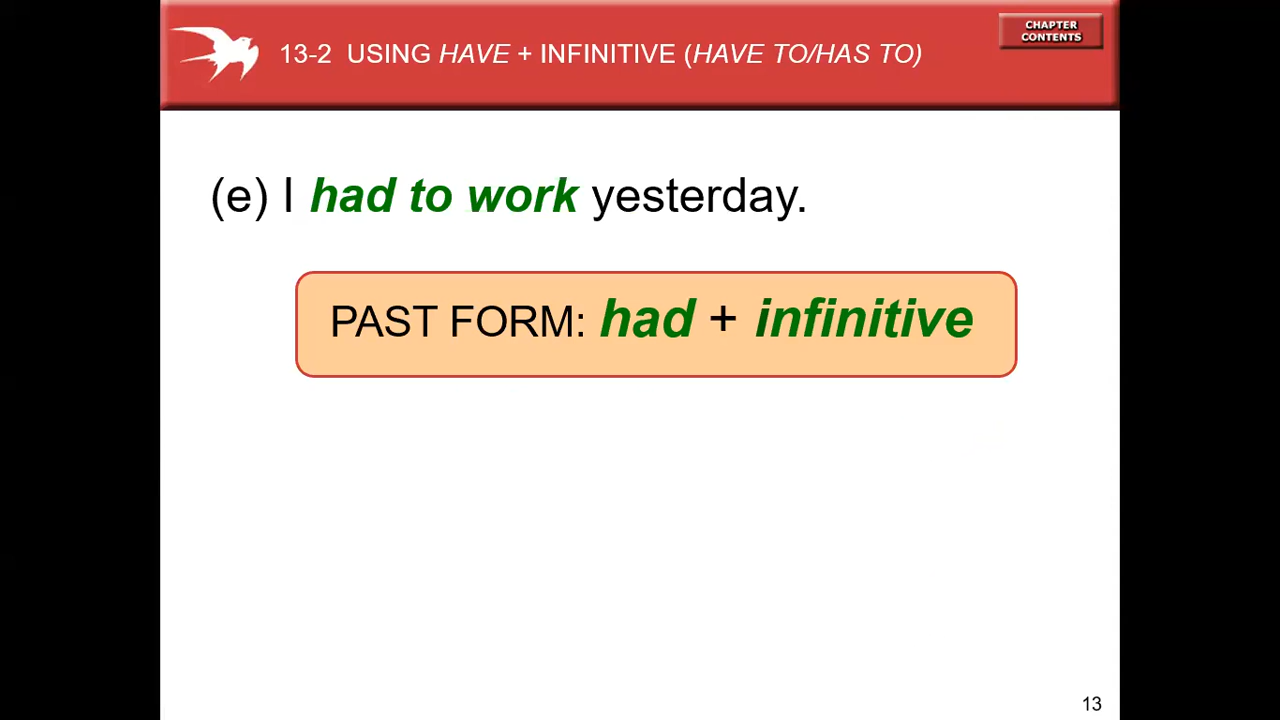 13-2 USING HAVE + INFINITIVE (HAVE TO/HAS TO)
CHAPTER
CONTENTS
(e) I had to work yesterday.
PAST FORM: had + infinitive
13